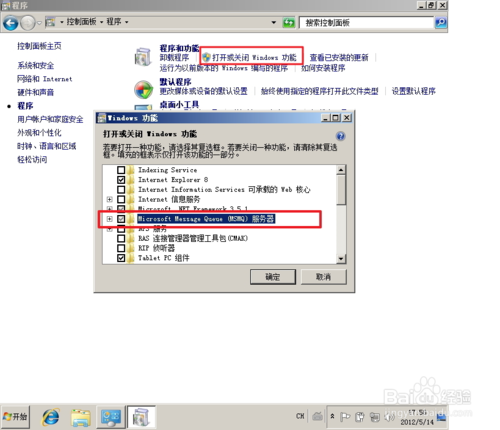 程序
控制面板 ▸ 程序 ▸
搜索控制面板
控制面板主页
系统和安全
网络和 Internet
硬件和声音
程序
用户帐户和家庭安全
外观和个性化
时钟、语言和区域
轻松访问
程序和功能
卸载程序 打开或关闭 Windows 功能 查看已安装的更新
运行为以前版本的 Windows 编写的程序 如何安装程序
默认程序
更改媒体或设备的默认设置 始终使用指定的程序打开此文件类型 设置默认程序
桌面小工具
Windows 功能
打开或关闭 Windows 功能
若要打开一种功能，请选择其复选框。若要关闭一种功能，请清除其复选框。填充的框表示仅打开该功能的一部分。
Indexing Service
Internet Explorer 8
Internet Information Services 可承载的 Web 核心
Internet 信息服务
Microsoft .NET Framework 3.5.1
Microsoft Message Queue (MSMQ) 服务器
RAS 连接管理器管理工具包(CMAK)
RIP 侦听器
Tablet PC 组件
确定 取消
开始
CH
17:58
2012/5/14
Baidu 经验
jingyan.baidu.com